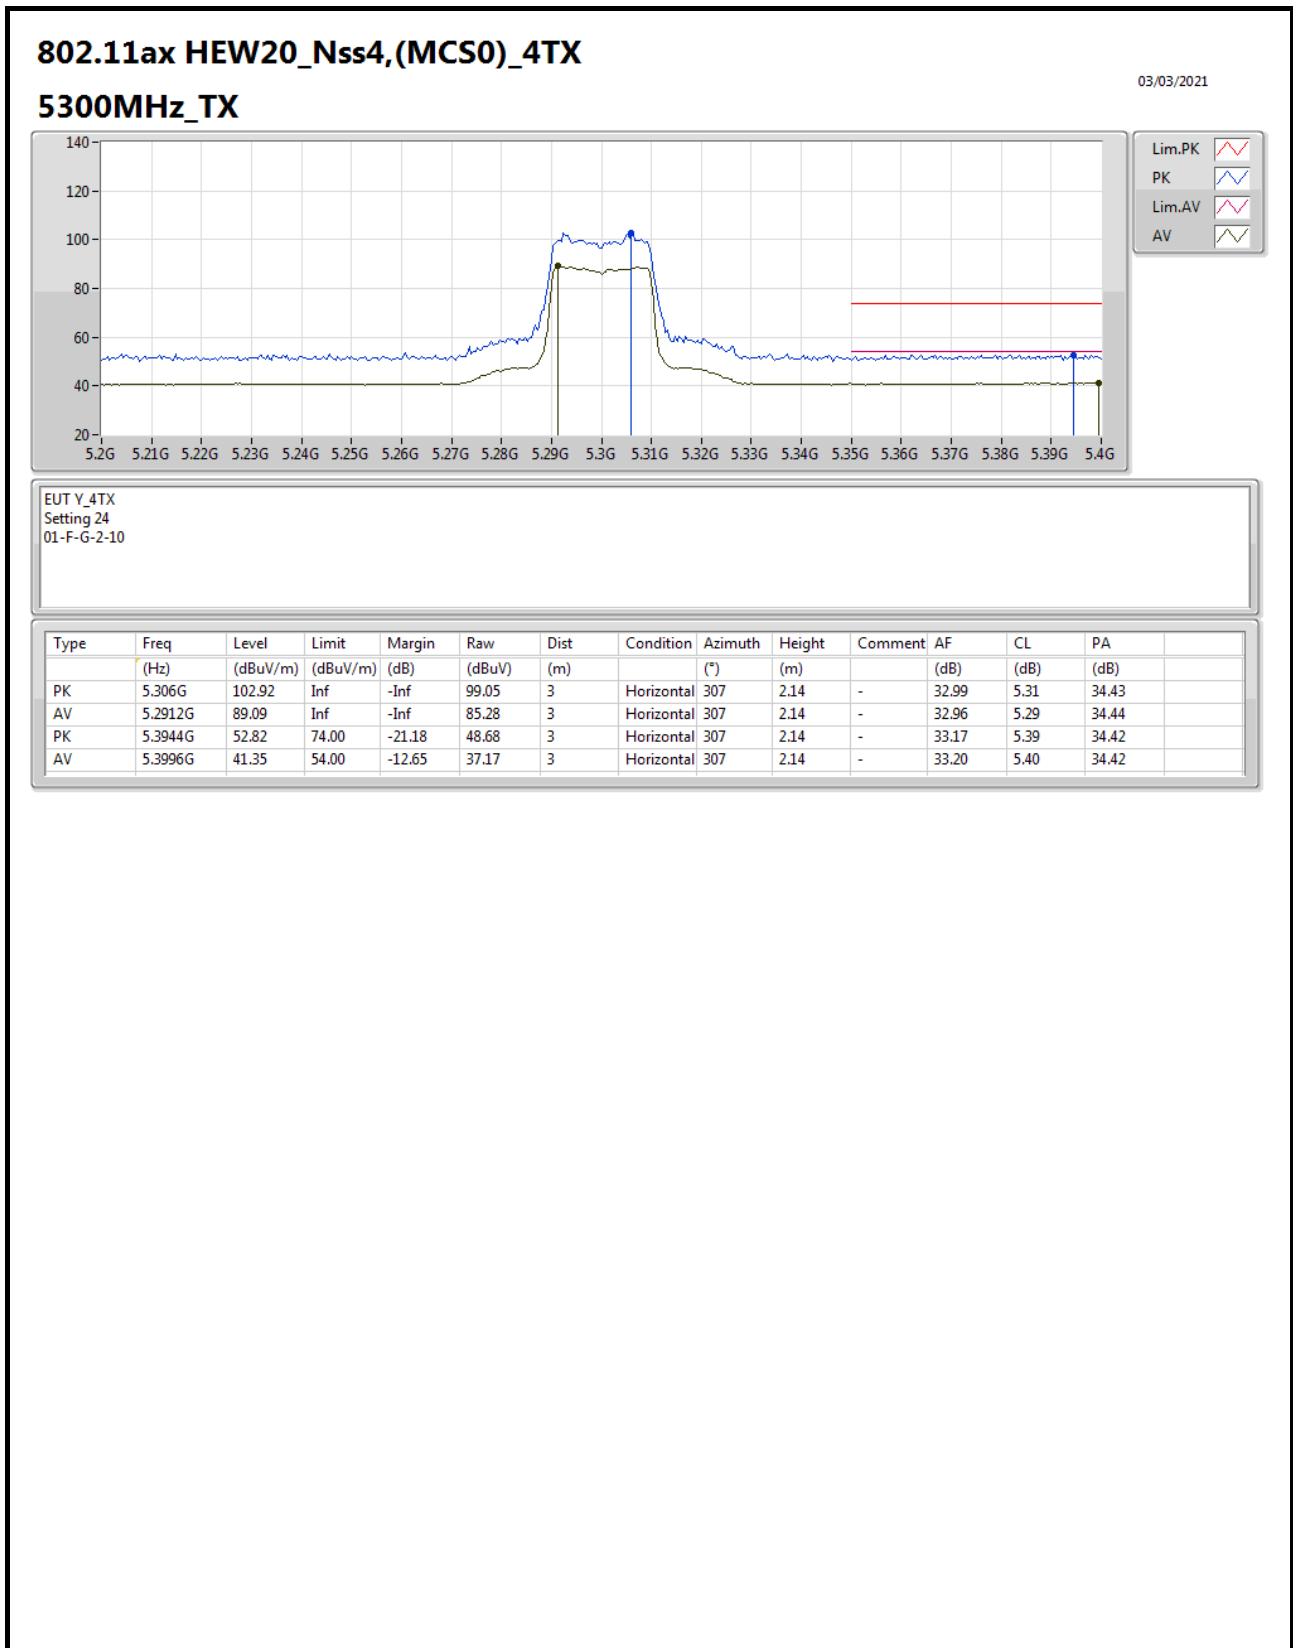 802.11ax HEW20_Nss4,(MCS0)_4TX
03/03/2021
5300MHz_TX
140
120
100
80
60
40
20
5.2G 5.21G 5.22G 5.23G 5.24G 5.25G 5.26G 5.27G 5.28G 5.29G 5.3G 5.31G 5.32G 5.33G 5.34G 5.35G 5.36G 5.37G 5.38G 5.39G 5.4G
Lim.PK
PK
Lim.AV
AV
EUT Y_4TX
Setting 24
01-F-G-2-10
Type Freq Level Limit Margin Raw Dist Condition Azimuth Height Comment AF CL PA
(Hz) (dBuV/m) (dBuV/m) (dB) (dBuV) (m) (°) (m) (dB) (dB) (dB)
PK 5.306G 102.92 Inf -Inf 99.05 3 Horizontal 307 2.14 - 32.99 5.31 34.43
AV 5.2912G 89.09 Inf -Inf 85.28 3 Horizontal 307 2.14 - 32.96 5.29 34.44
PK 5.3944G 52.82 74.00 -21.18 48.68 3 Horizontal 307 2.14 - 33.17 5.39 34.42
AV 5.3996G 41.35 54.00 -12.65 37.17 3 Horizontal 307 2.14 - 33.20 5.40 34.42